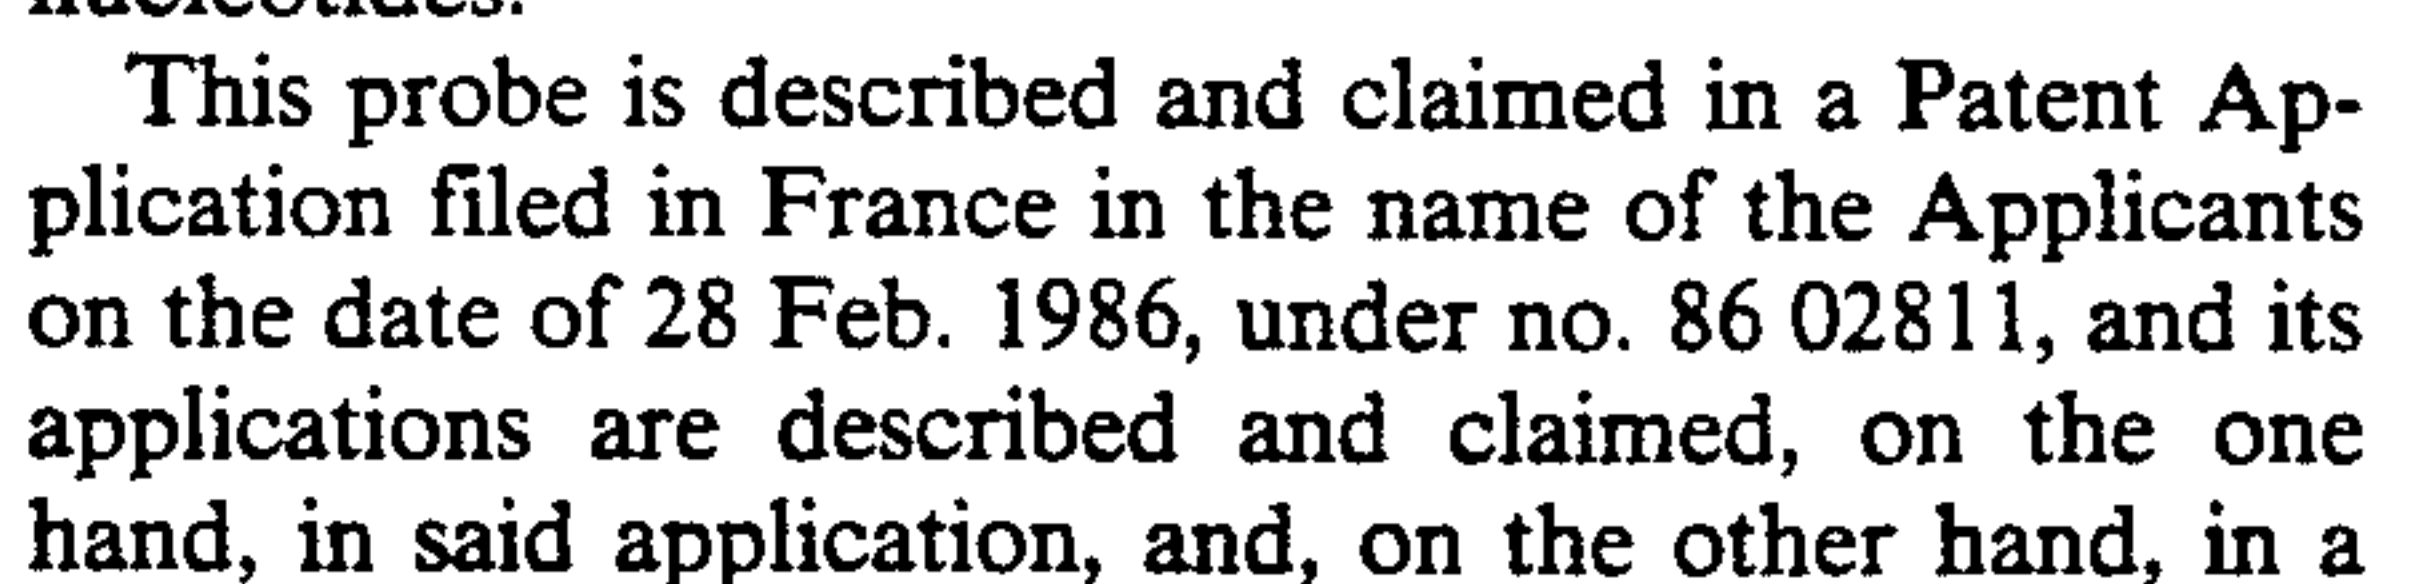 nucleotides.
This probe is described and claimed in a Patent Ap-
plication filed in France in the name of the Applicants
on the date of 28 Feb. 1986, under no. 86 02811, and its
applications are described and claimed, on the one
hand, in said application, and, on the other hand, in a